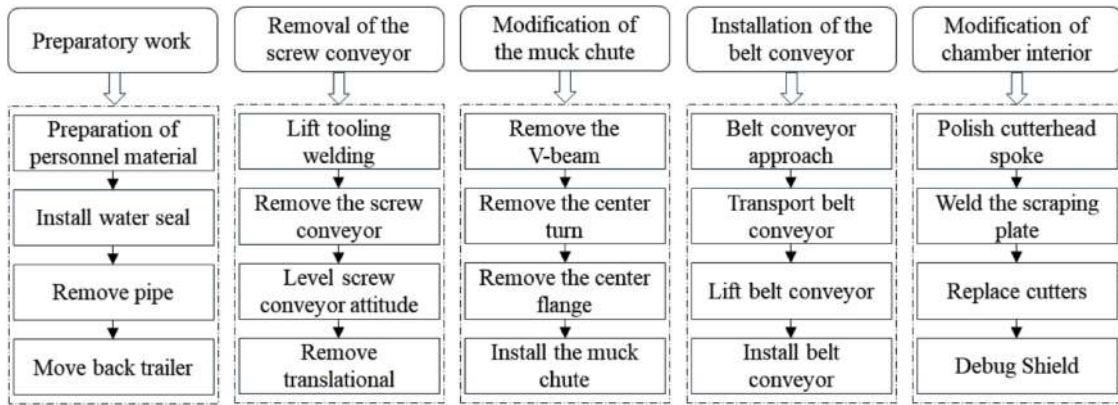 Preparatory work
Preparation of
personnel material
Install water seal
Remove pipe
Move back trailer
Removal of the
screw conveyor
Lift tooling
welding
Remove the screw
conveyor
Level screw
conveyor attitude
Remove
translational
Modification of
the muck chute
Remove the
V-beam
Remove the center
turn
Remove the center
flange
Install the muck
chute
Installation of the
belt conveyor
Belt conveyor
approach
Transport belt
conveyor
Lift belt conveyor
Install belt
conveyor
Modification of
chamber interior
Polish cutterhead
spoke
Weld the scraping
plate
Replace cutters
Debug Shield